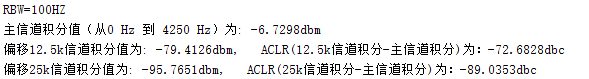 RBW=100HZ
主信道积分值（从0 Hz 到 4250 Hz）为: -6.7298dbm
偏移12.5k信道积分值为: -79.4126dbm,  ACLR(12.5k信道积分-主信道积分)为：-72.6828dbc
偏移25k信道积分值为: -95.7651dbm,  ACLR(25k信道积分-主信道积分)为：-89.0353dbc